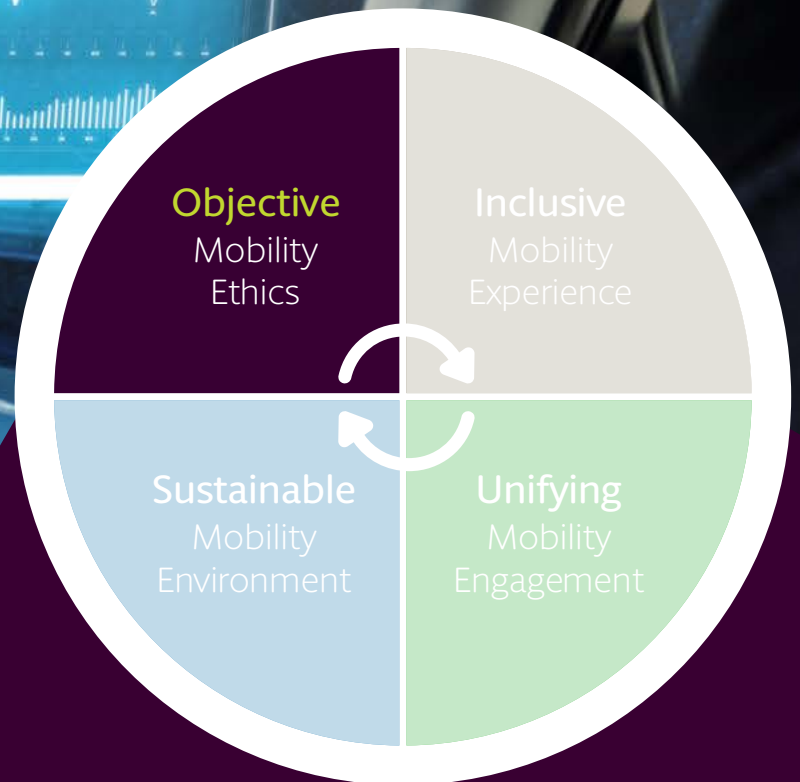 Objective
Mobility
Ethics
Inclusive
Mobility
Experience
Sustainable
Mobility
Environment
Unifying
Mobility
Engagement